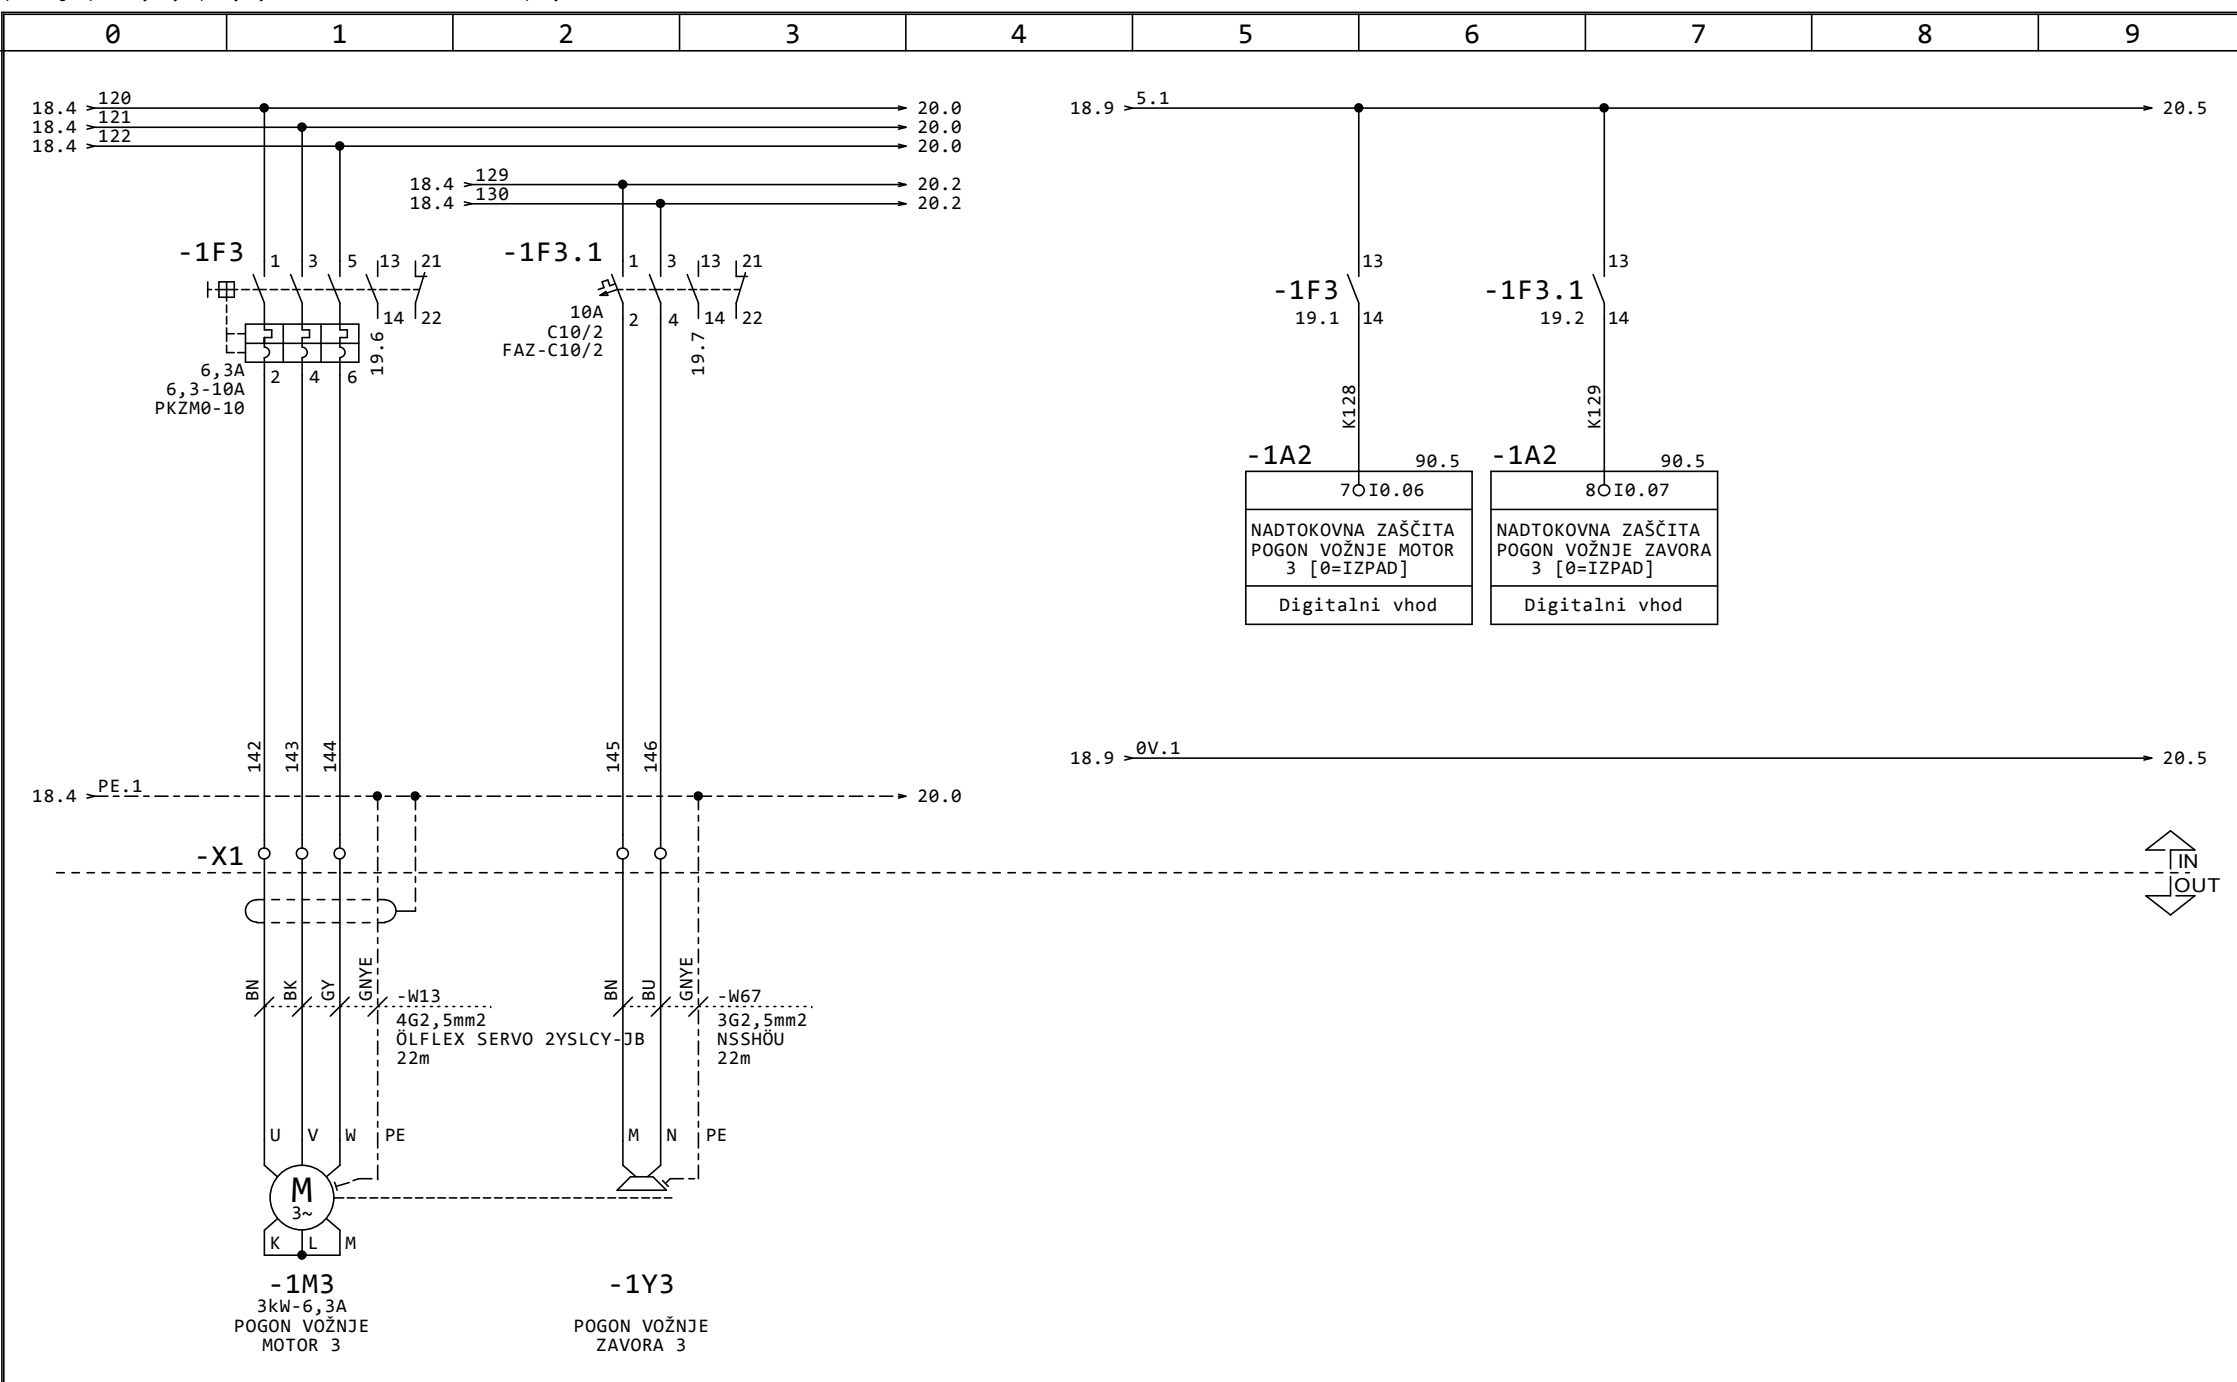 0 1 2 3 4 5 6 7 8 9
18.4 120 20.0
18.4 121 20.0
18.4 122 20.0
18.4 129 20.2
18.4 130 20.2
18.9 5.1 20.5
-1F3 1 3 5 13 21
14 22
19.6
6,3A
6,3-10A
PKZM0-10
2 4 6
-1F3.1 1 3 13 21
10A
C10/2
FAZ-C10/2
2 4 14 22
19.7
13
-1F3
19.1 14
K128
13
-1F3.1
19.2 14
K129
-1A2 90.5
7 I0.06
NADTOKOVNA ZAŠČITA
POGON VOŽNJE MOTOR
3 [0=IZPAD]
Digitalni vhod
-1A2 90.5
8 I0.07
NADTOKOVNA ZAŠČITA
POGON VOŽNJE ZAVORA
3 [0=IZPAD]
Digitalni vhod
142 143 144 145 146
18.9 0V.1 20.5
18.4 PE.1 20.0
-X1
IN
OUT
BN BK GY GNYE
-W13
4G2,5mm2
ÖLFLEX SERVO 2YSLCY-JB
22m
BN BU GNYE
-W67
3G2,5mm2
NSSHÖU
22m
U V W PE
M N PE
M
3~
K L M
-1M3
3kW-6,3A
POGON VOŽNJE
MOTOR 3
-1Y3
POGON VOŽNJE
ZAVORA 3